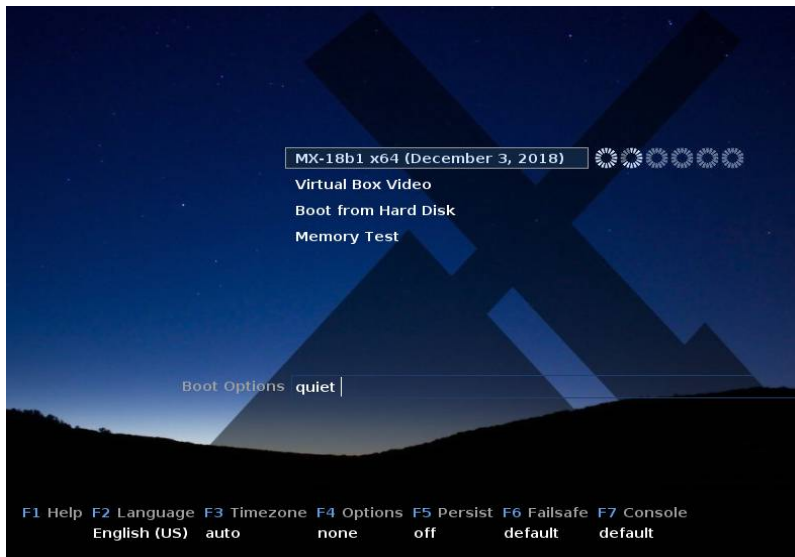 MX-18b1 x64 (December 3, 2018)
Virtual Box Video
Boot from Hard Disk
Memory Test
Boot Options quiet
F1 Help F2 Language F3 Timezone F4 Options F5 Persist F6 Failsafe F7 Console
English (US) auto none off default default